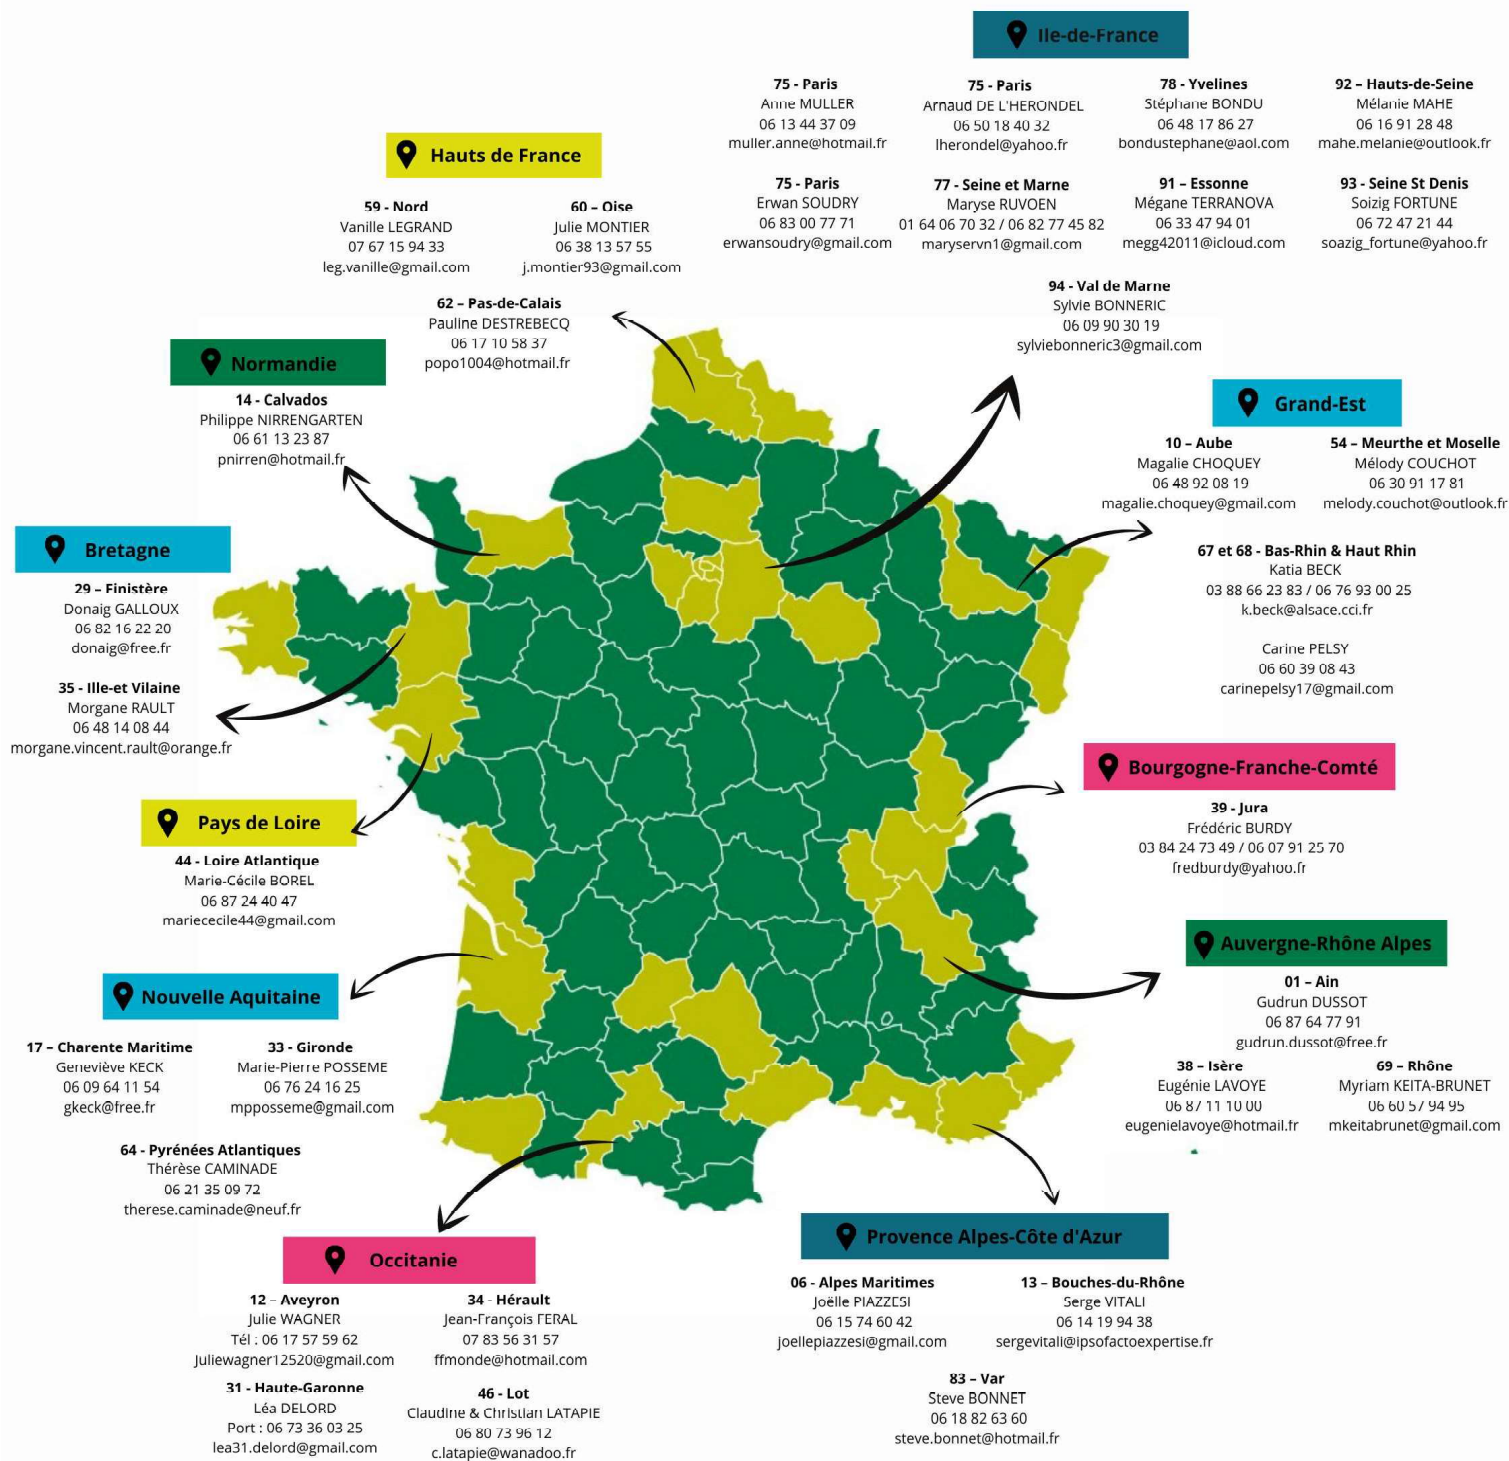 Ile-de-France
75 - Paris
Anne MULLER
06 13 44 37 09
muller.anne@hotmail.fr
75 - Paris
Arnaud DE L'HERONDEL
06 50 18 40 32
lherondel@yahoo.fr
78 - Yvelines
Stéphane BONDU
06 48 17 86 27
bondustephane@aol.com
92 – Hauts-de-Seine
Mélanie MAHE
06 16 91 28 48
mahe.melanie@outlook.fr
75 - Paris
Erwan SOUDRY
06 83 00 77 71
erwansoudry@gmail.com
77 - Seine et Marne
Maryse RUVOEN
01 64 06 70 32 / 06 82 77 45 82
maryservn1@gmail.com
91 – Essonne
Mégane TERRANOVA
06 33 47 94 01
megg42011@icloud.com
93 - Seine St Denis
Soizig FORTUNE
06 72 47 21 44
soazig_fortune@yahoo.fr
94 - Val de Marne
Sylvie BONNERIC
06 09 90 30 19
sylviebonneric3@gmail.com
Hauts de France
59 - Nord
Vanille LEGRAND
07 67 15 94 33
leg.vanille@gmail.com
60 – Oise
Julie MONTIER
06 38 13 57 55
j.montier93@gmail.com
62 – Pas-de-Calais
Pauline DESTREBECQ
06 17 10 58 37
popo1004@hotmail.fr
Normandie
14 - Calvados
Philippe NIRRENGARTEN
06 61 13 23 87
pnirren@hotmail.fr
Grand-Est
10 – Aube
Magalie CHOQUEY
06 48 92 08 19
magalie.choquey@gmail.com
54 – Meurthe et Moselle
Mélody COUCHOT
06 30 91 17 81
melody.couchot@outlook.fr
67 et 68 - Bas-Rhin & Haut Rhin
Katia BECK
03 88 66 23 83 / 06 76 93 00 25
k.beck@alsace.cci.fr
Carine PELSY
06 60 39 08 43
carinepelsy17@gmail.com
Bretagne
29 – Finistère
Donaig GALLOUX
06 82 16 22 20
donaig@free.fr
35 - Ille-et Vilaine
Morgane RAULT
06 48 14 08 44
morgane.vincent.rault@orange.fr
Pays de Loire
44 - Loire Atlantique
Marie-Cécile BOREL
06 87 24 40 47
mariececile44@gmail.com
Bourgogne-Franche-Comté
39 - Jura
Frédéric BURDY
03 84 24 73 49 / 06 07 91 25 70
fredburdy@yahoo.fr
Auvergne-Rhône Alpes
01 – Ain
Gudrun DUSSOT
06 87 64 77 91
gudrun.dussot@free.fr
38 – Isère
Eugénie LAVOYE
06 87 11 10 00
eugenielavoye@hotmail.fr
69 – Rhône
Myriam KEITA-BRUNET
06 60 57 94 95
mkeitabrunet@gmail.com
Nouvelle Aquitaine
17 – Charente Maritime
Geneviève KECK
06 09 64 11 54
gkeck@free.fr
33 - Gironde
Marie-Pierre POSSEME
06 76 24 16 25
mpposseme@gmail.com
64 - Pyrénées Atlantiques
Thérèse CAMINADE
06 21 35 09 72
therese.caminade@neuf.fr
Occitanie
12 – Aveyron
Julie WAGNER
Tél : 06 17 57 59 62
Juliewagner12520@gmail.com
34 - Hérault
Jean-François FERAL
07 83 56 31 57
ffmonde@hotmail.com
31 - Haute-Garonne
Léa DELORD
Port : 06 73 36 03 25
lea31.delord@gmail.com
46 - Lot
Claudine & Christian LATAPIE
06 80 73 96 12
c.latapie@wanadoo.fr
Provence Alpes-Côte d'Azur
06 - Alpes Maritimes
Joëlle PIAZZESI
06 15 74 60 42
joellepiazzesi@gmail.com
13 – Bouches-du-Rhône
Serge VITALI
06 14 19 94 38
sergevitali@ipsofactoexpertise.fr
83 – Var
Steve BONNET
06 18 82 63 60
steve.bonnet@hotmail.fr